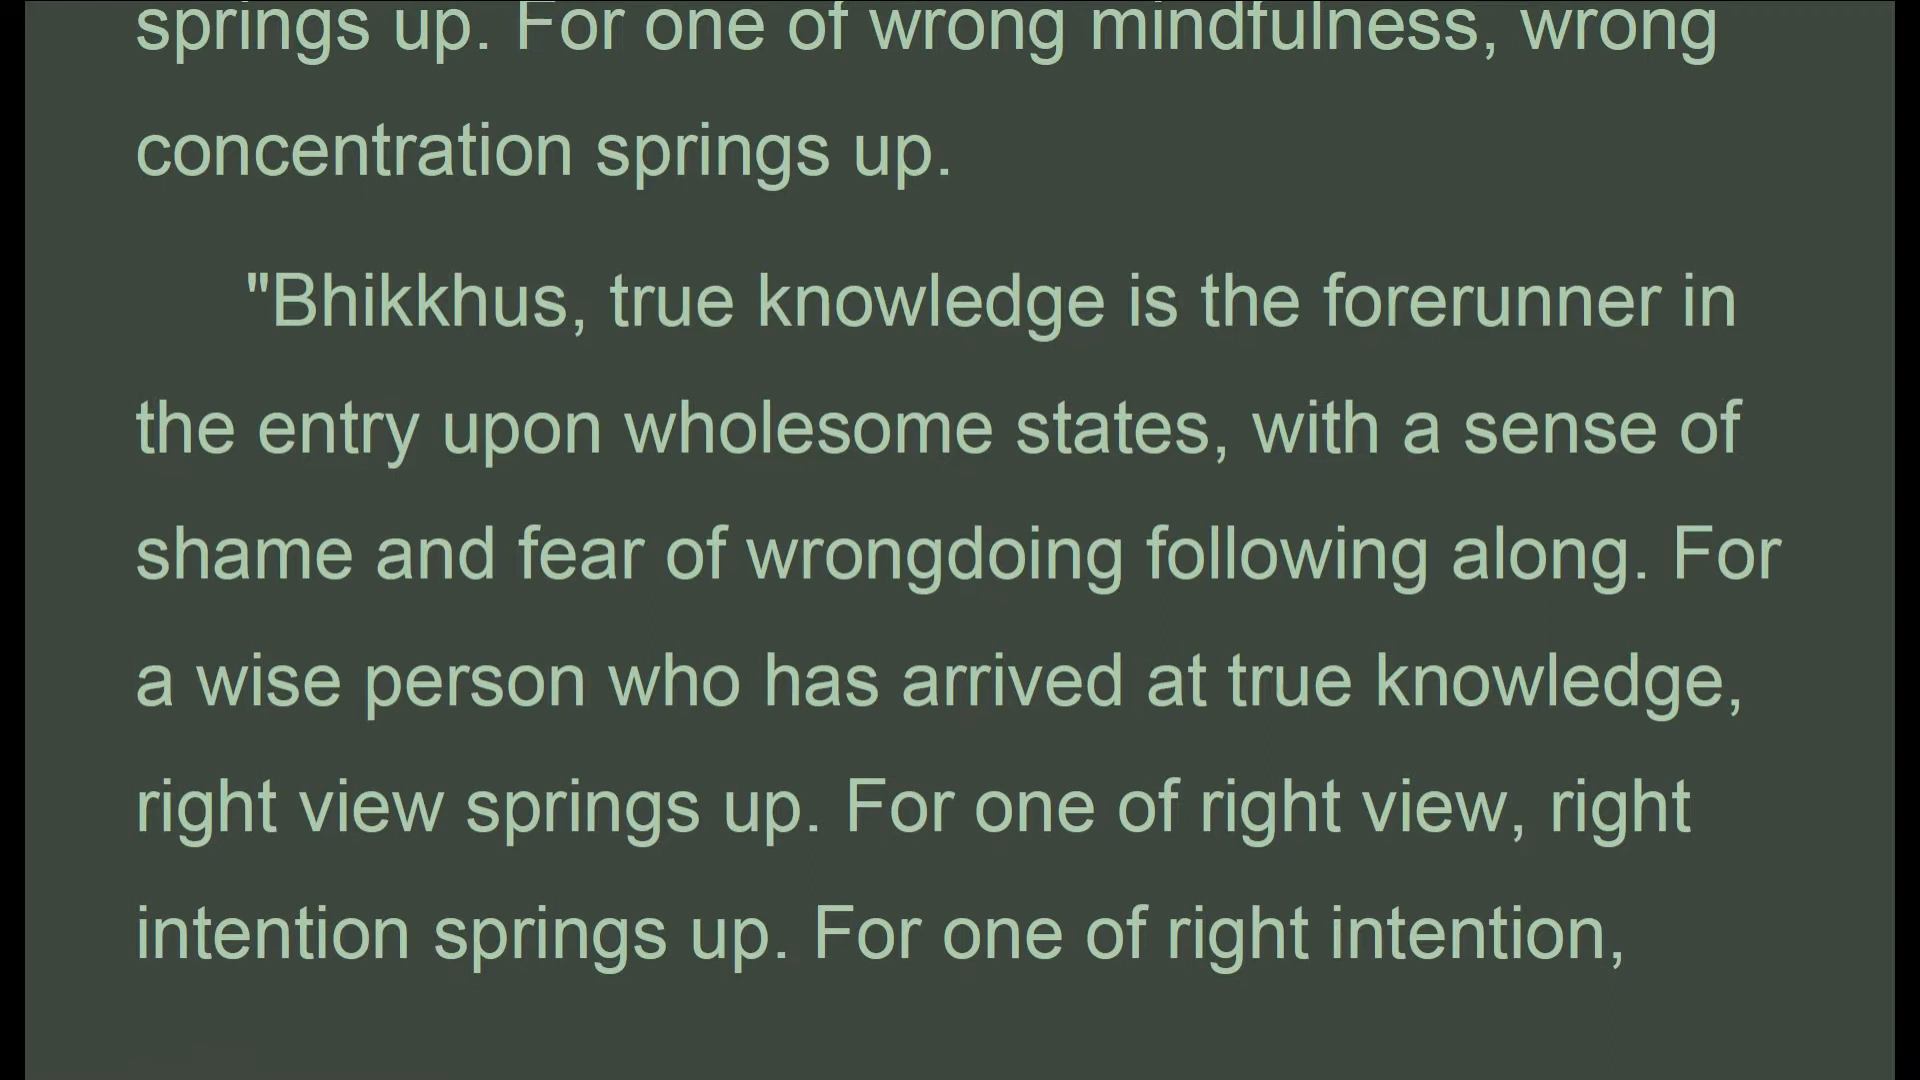 springs up. For one of wrong mindfulness, wrong
concentration springs up.
"Bhikkhus, true knowledge is the forerunner in
the entry upon wholesome states, with a sense of
shame and fear of wrongdoing following along. For
a wise person who has arrived at true knowledge,
right view springs up. For one of right view, right
intention springs up. For one of right intention,